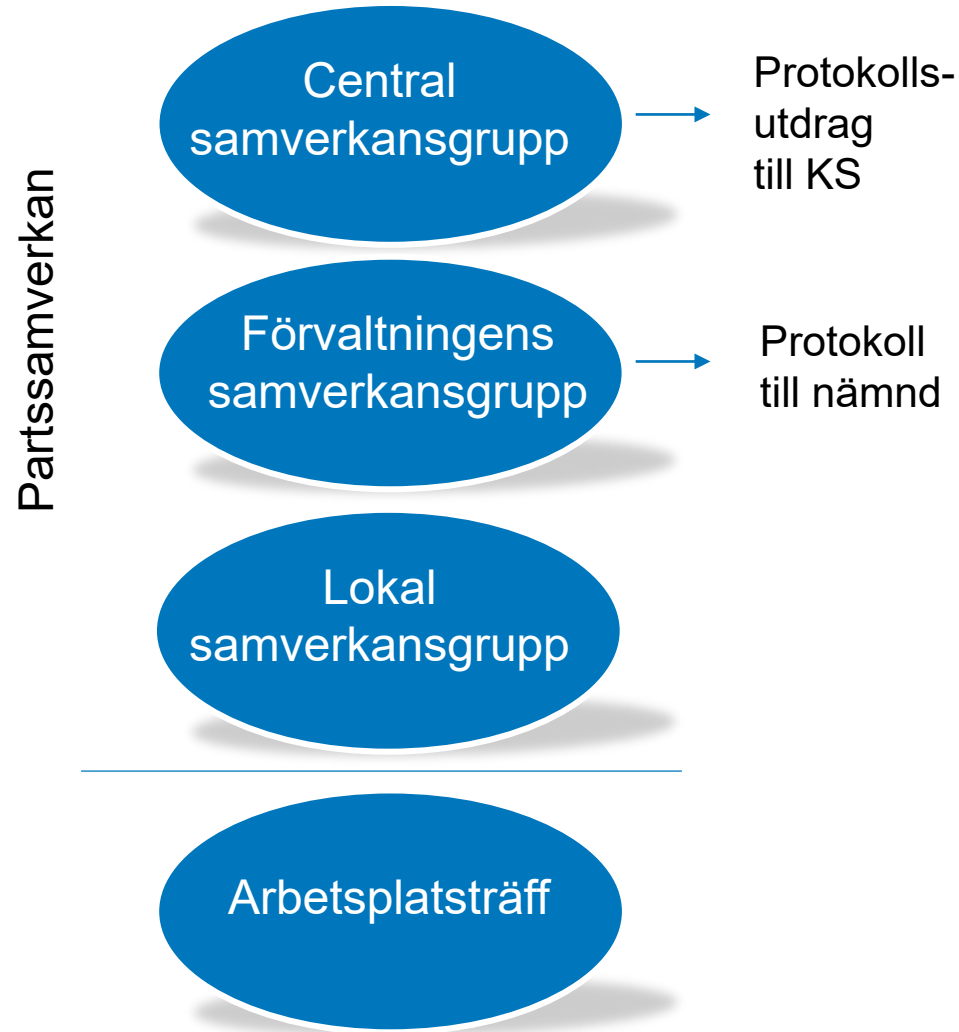 Partssamverkan
Central
samverkansgrupp
Protokolls-
utdrag
till KS
Förvaltningens
samverkansgrupp
Protokoll
till nämnd
Lokal
samverkansgrupp
Arbetsplatsträff